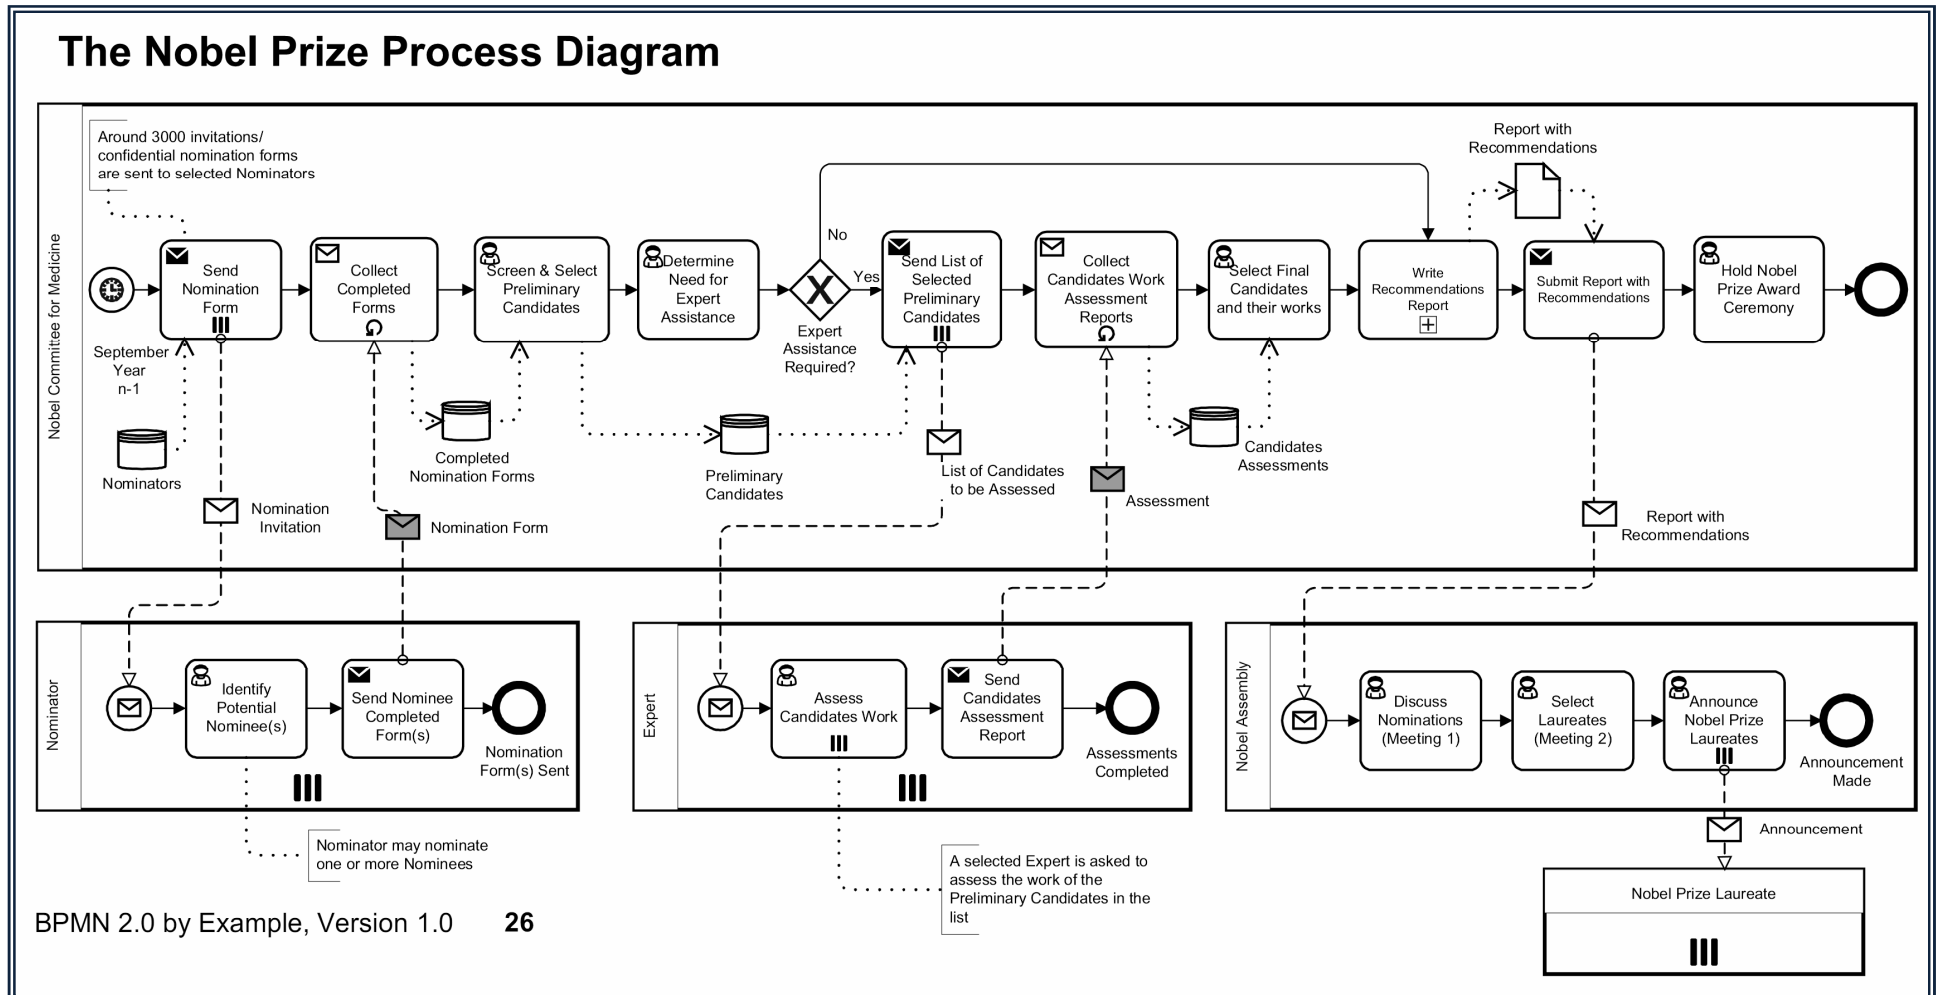 The Nobel Prize Process Diagram
Nobel Committee for Medicine
Around 3000 invitations/
confidential nomination forms
are sent to selected Nominators
September
Year
n-1
Nominators
Send
Nomination
Form
Nomination
Invitation
Collect
Completed
Forms
Nomination Form
Completed
Nomination Forms
Screen & Select
Preliminary
Candidates
Preliminary
Candidates
Determine
Need for
Expert
Assistance
No
Yes
X
Expert
Assistance
Required?
Send List of
Selected
Preliminary
Candidates
List of Candidates
to be Assessed
Collect
Candidates Work
Assessment
Reports
Assessment
Candidates
Assessments
Select Final
Candidates
and their works
Write
Recommendations
Report
Report with
Recommendations
Submit Report with
Recommendations
Report with
Recommendations
Hold Nobel
Prize Award
Ceremony
Nominator
Identify
Potential
Nominee(s)
Send Nominee
Completed
Form(s)
Nomination
Form(s) Sent
Nominator may nominate
one or more Nominees
Expert
Assess
Candidates Work
Send
Candidates
Assessment
Report
Assessments
Completed
A selected Expert is asked to
assess the work of the
Preliminary Candidates in the
list
Nobel Assembly
Discuss
Nominations
(Meeting 1)
Select
Laureates
(Meeting 2)
Announce
Nobel Prize
Laureates
Announcement
Made
Announcement
Nobel Prize Laureate
BPMN 2.0 by Example, Version 1.0 26